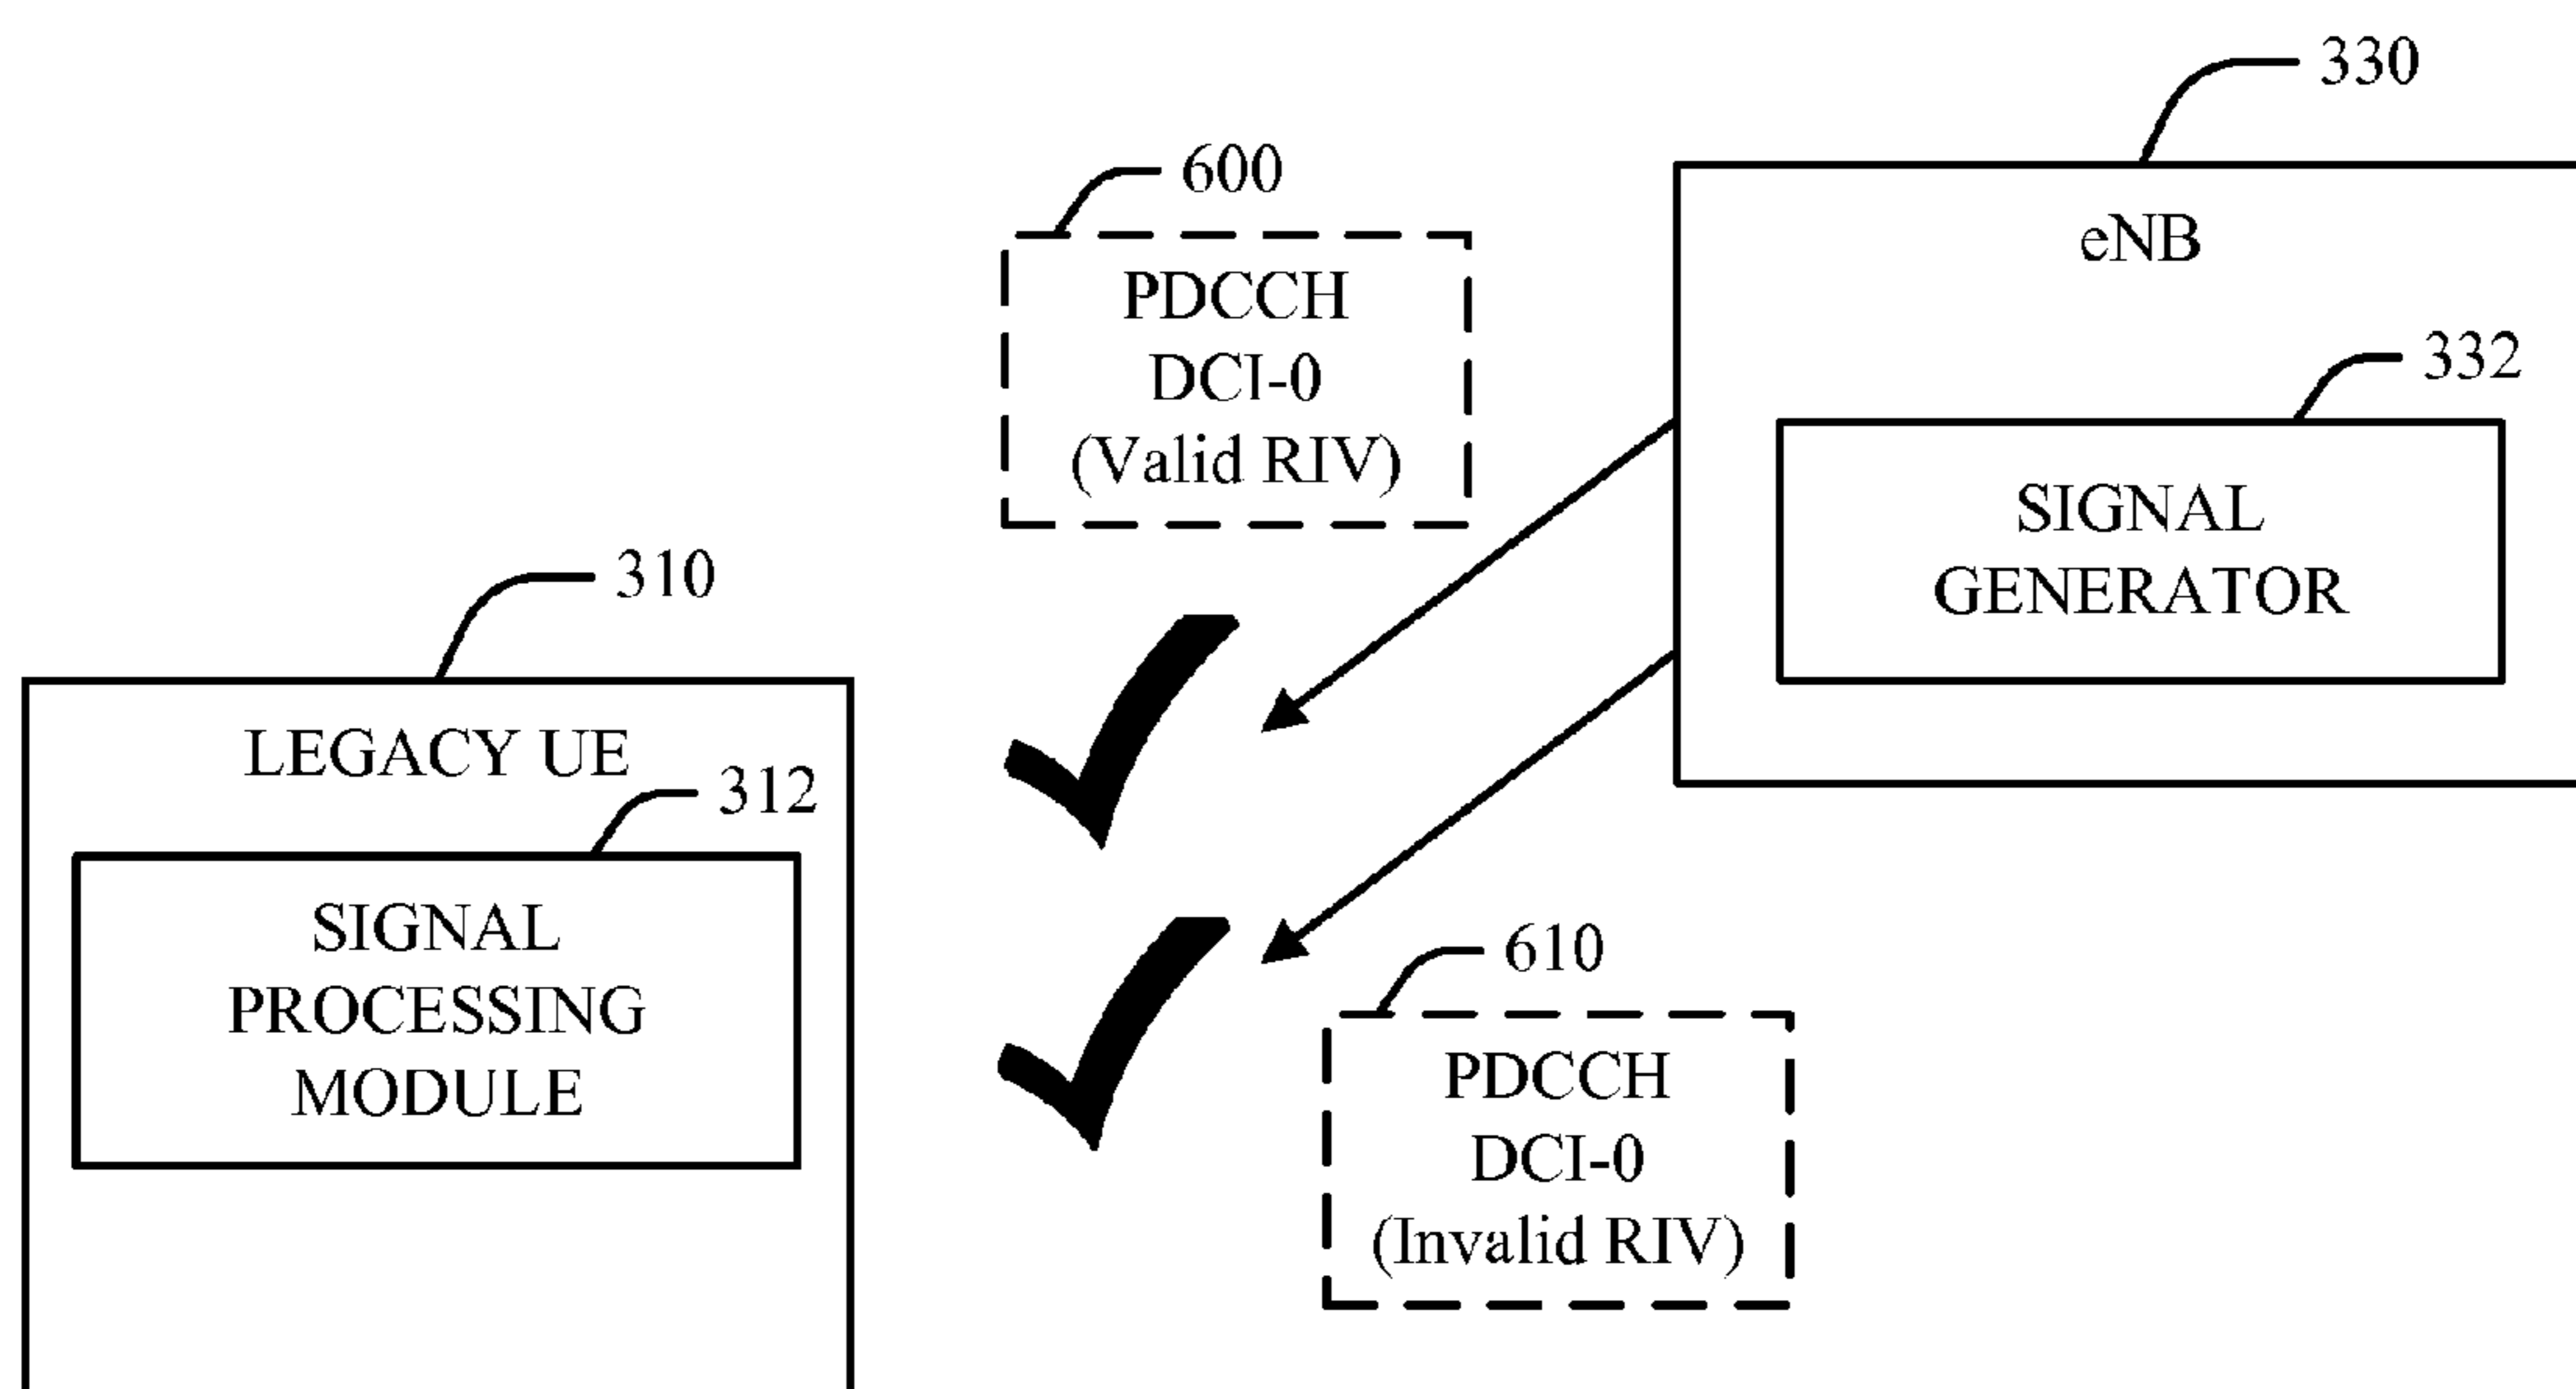 330
600
eNB
PDCCH
DCI-0
(Valid RIV)
332
SIGNAL
GENERATOR
310
LEGACY UE
312
SIGNAL
PROCESSING
MODULE
610
PDCCH
DCI-0
(Invalid RIV)